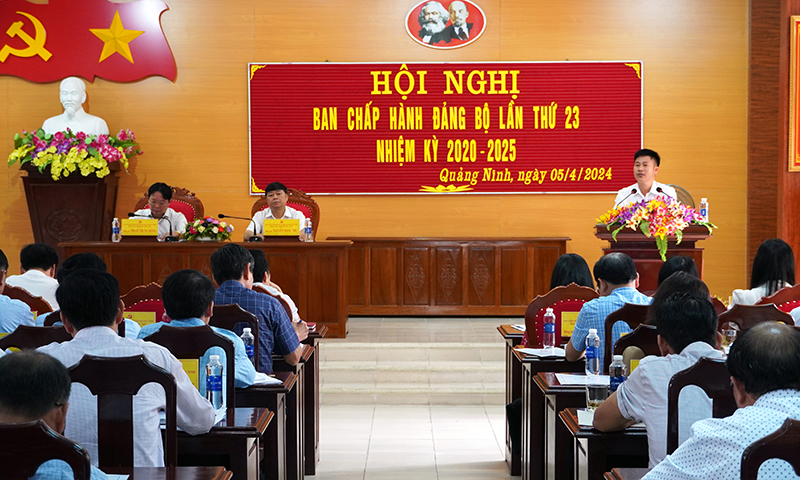 HỘI NGHỊ
BAN CHẤP HÀNH ĐẢNG BỘ LẦN THỨ 23
NHIỆM KỲ 2020-2025
Quảng Ninh, ngày 05/4/2024